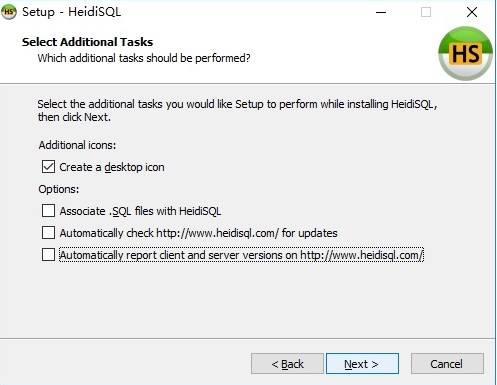 HS Setup - HeidiSQL
Select Additional Tasks
Which additional tasks should be performed?
HS
Select the additional tasks you would like Setup to perform while installing HeidiSQL,
then click Next.
Additional icons:
Create a desktop icon
Options:
Associate .SQL files with HeidiSQL
Automatically check http://www.heidisql.com/ for updates
Automatically report client and server versions on http://www.heidisql.com/
< Back Next > Cancel